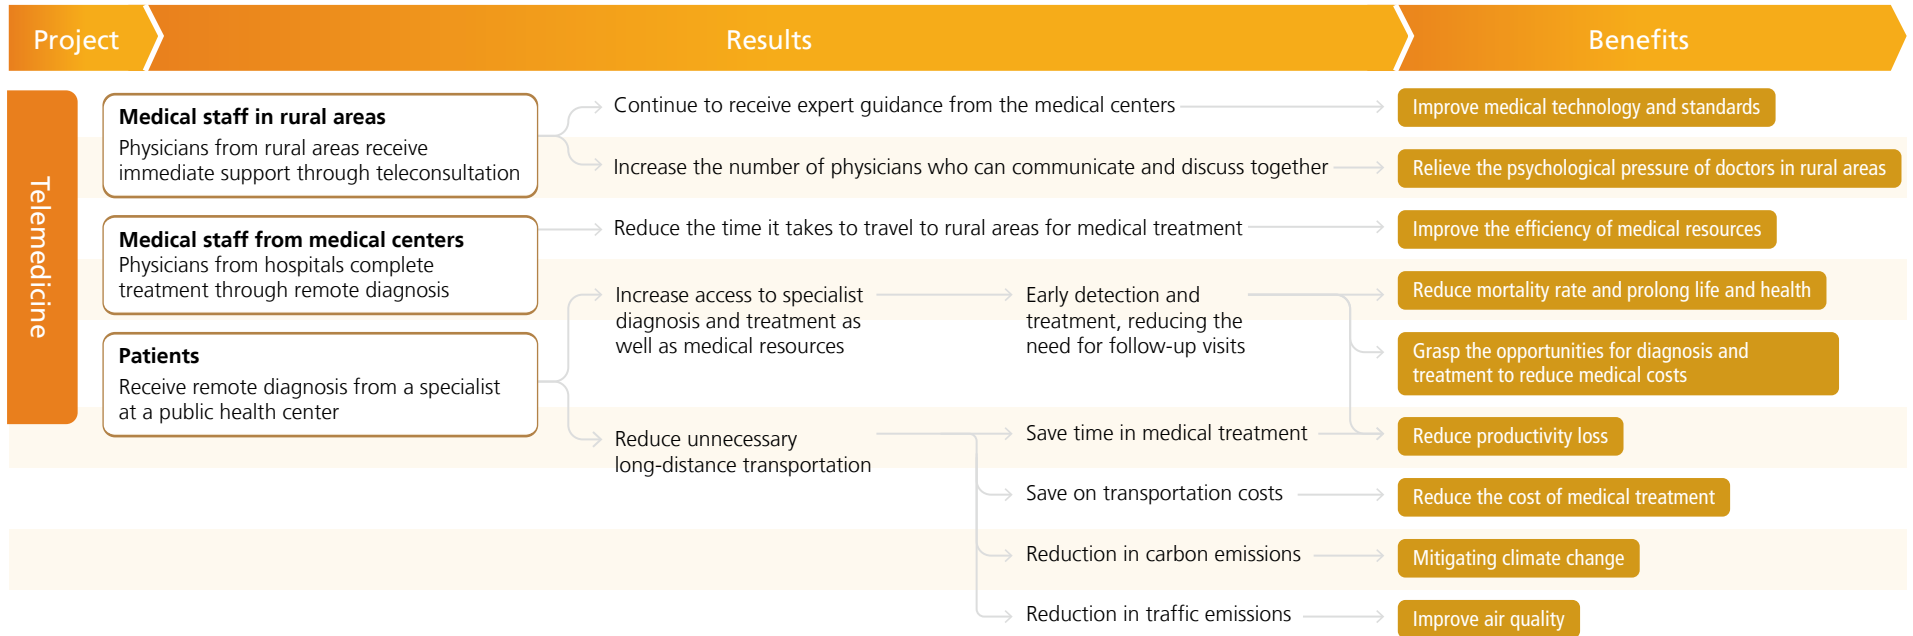 Project
Results
Benefits
Telemedicine
Medical staff in rural areas
Physicians from rural areas receive
immediate support through teleconsultation
Continue to receive expert guidance from the medical centers
Improve medical technology and standards
Increase the number of physicians who can communicate and discuss together
Relieve the psychological pressure of doctors in rural areas
Medical staff from medical centers
Physicians from hospitals complete
treatment through remote diagnosis
Reduce the time it takes to travel to rural areas for medical treatment
Improve the efficiency of medical resources
Patients
Receive remote diagnosis from a specialist
at a public health center
Increase access to specialist
diagnosis and treatment as
well as medical resources
Early detection and
treatment, reducing the
need for follow-up visits
Reduce mortality rate and prolong life and health
Grasp the opportunities for diagnosis and
treatment to reduce medical costs
Reduce unnecessary
long-distance transportation
Save time in medical treatment
Reduce productivity loss
Save on transportation costs
Reduce the cost of medical treatment
Reduction in carbon emissions
Mitigating climate change
Reduction in traffic emissions
Improve air quality